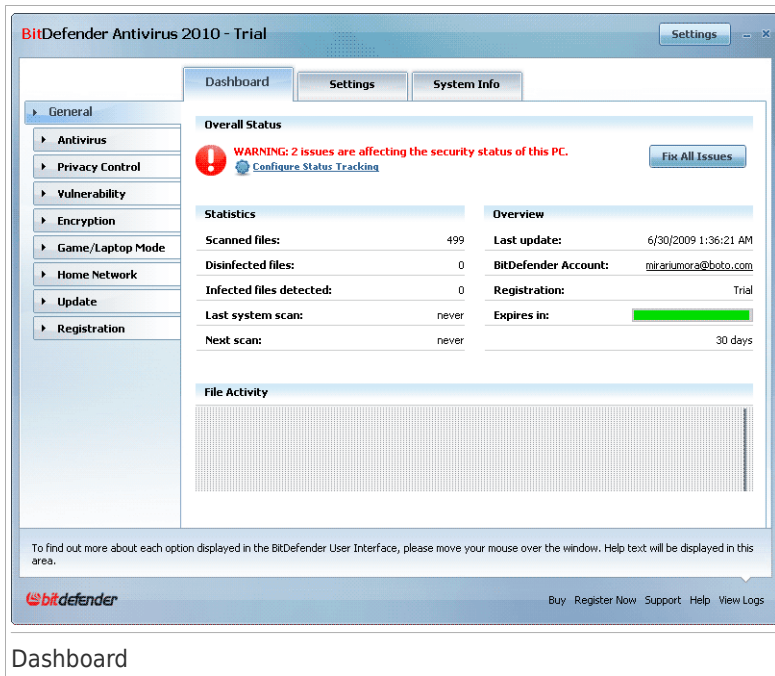 BitDefender Antivirus 2010 - Trial
Settings
Dashboard
Settings
System Info
General
Antivirus
Privacy Control
Vulnerability
Encryption
Game/Laptop Mode
Home Network
Update
Registration
Overall Status
WARNING: 2 issues are affecting the security status of this PC.
Configure Status Tracking
Fix All Issues
Statistics
Scanned files: 499
Disinfected files: 0
Infected files detected: 0
Last system scan: never
Next scan: never
Overview
Last update: 6/30/2009 1:36:21 AM
BitDefender Account: mirariumora@boto.com
Registration: Trial
Expires in:
30 days
File Activity
To find out more about each option displayed in the BitDefender User Interface, please move your mouse over the window. Help text will be displayed in this
area.
bitdefender
Buy Register Now Support Help View Logs
Dashboard